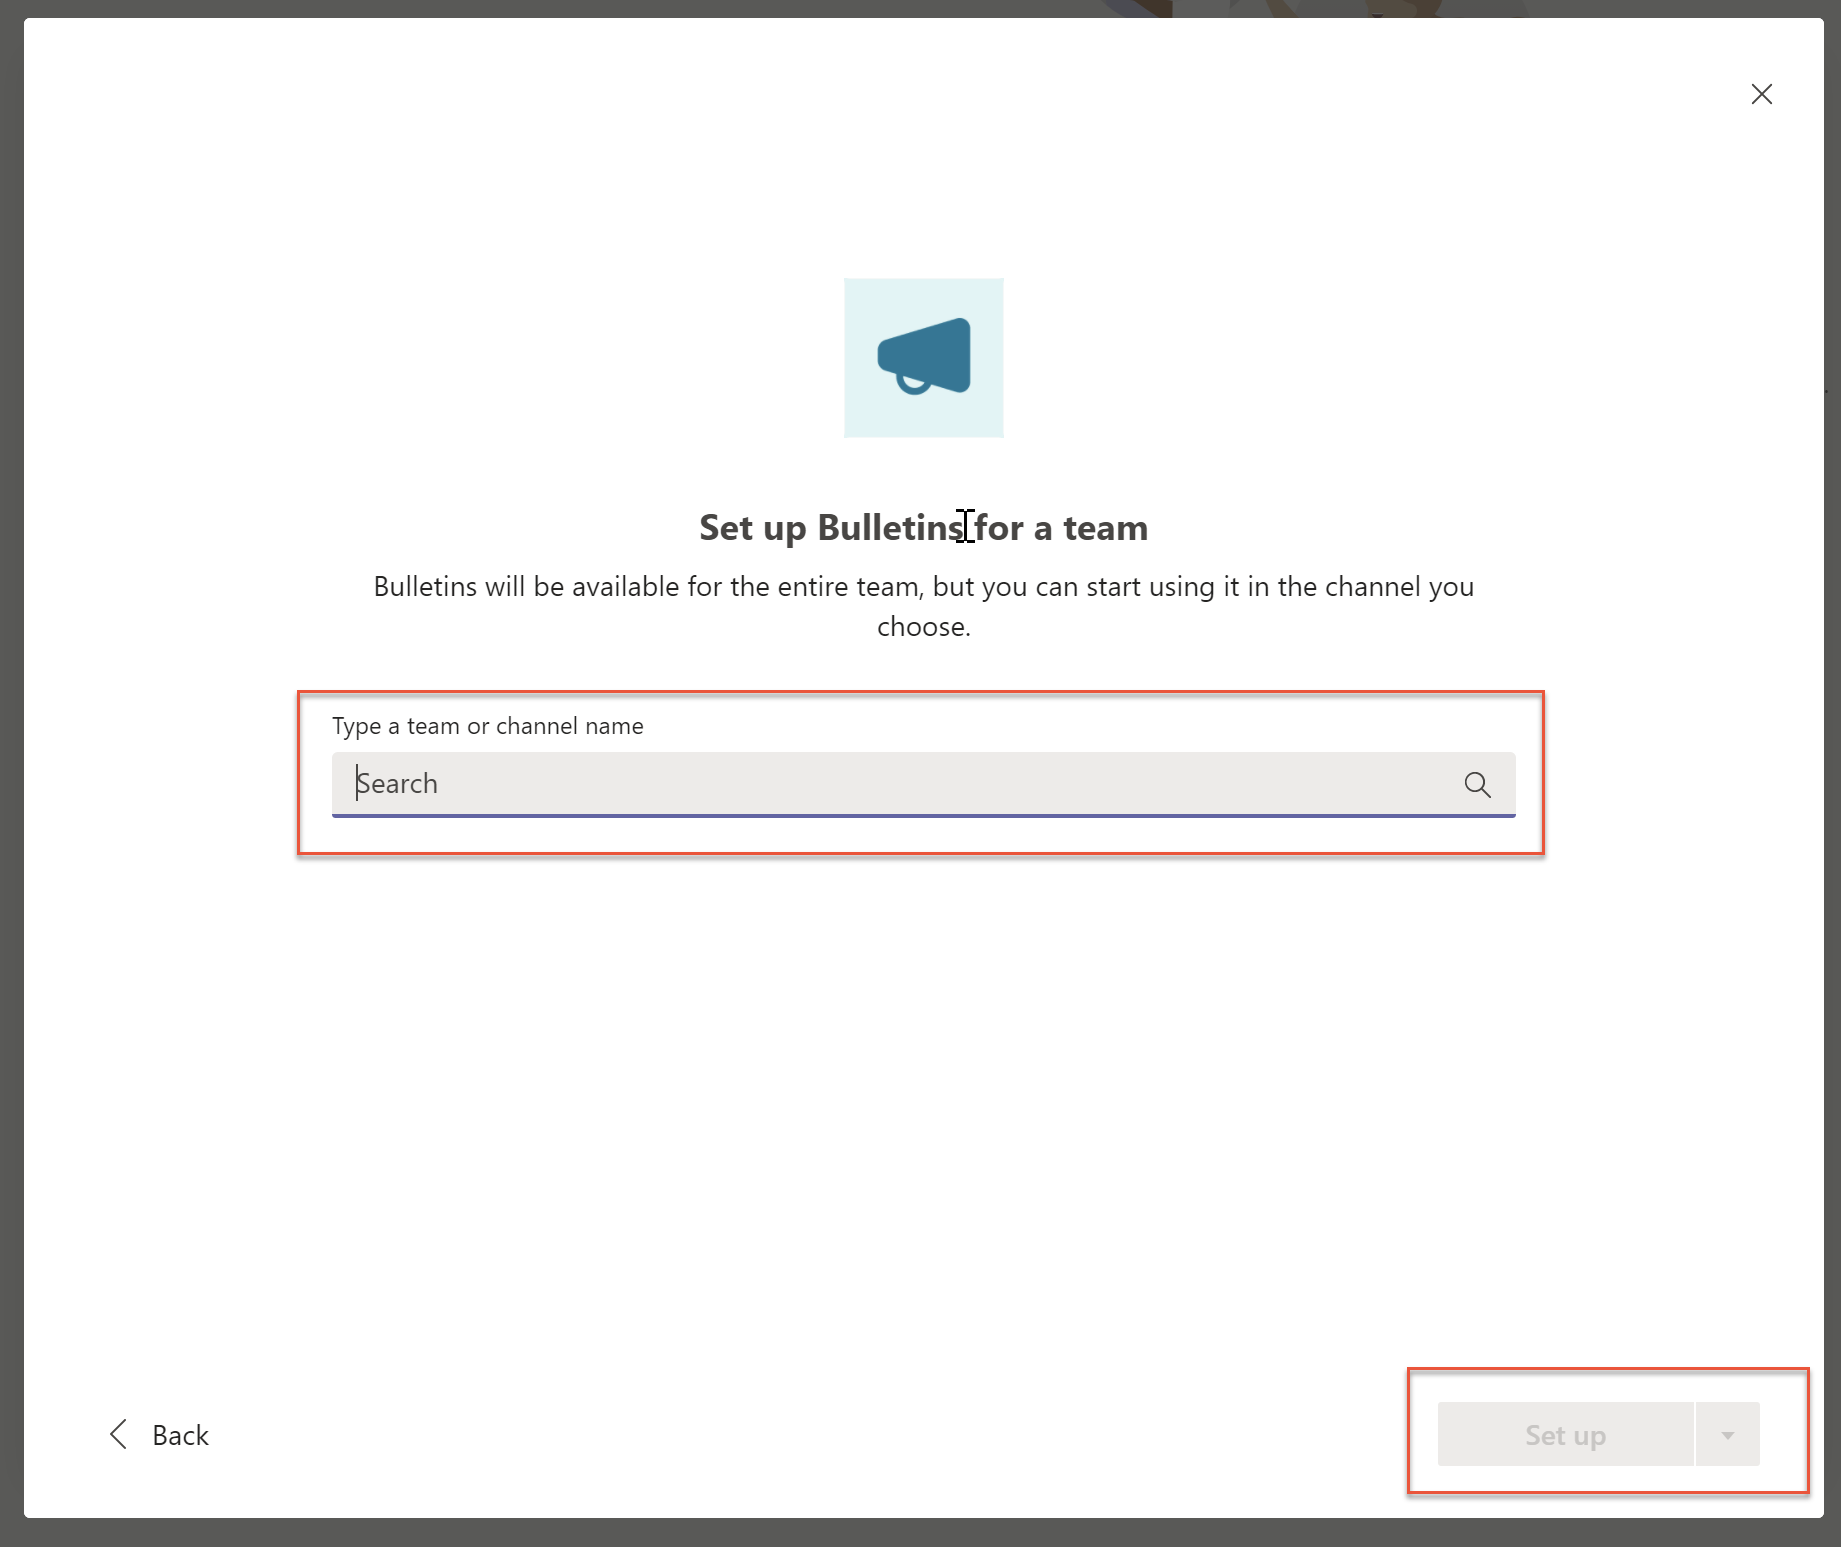 Set up Bulletins for a team
Bulletins will be available for the entire team, but you can start using it in the channel you
choose.
Type a team or channel name
Search
Back
Set up